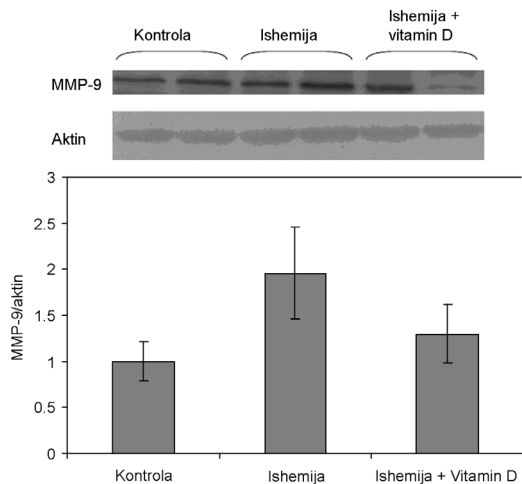 Kontrola
Ishemija
Ishemija +
vitamin D
MMP-9
Aktin
3
2.5
2
1.5
1
0.5
0
MMP-9/aktin
Kontrola
Ishemija
Ishemija + Vitamin D